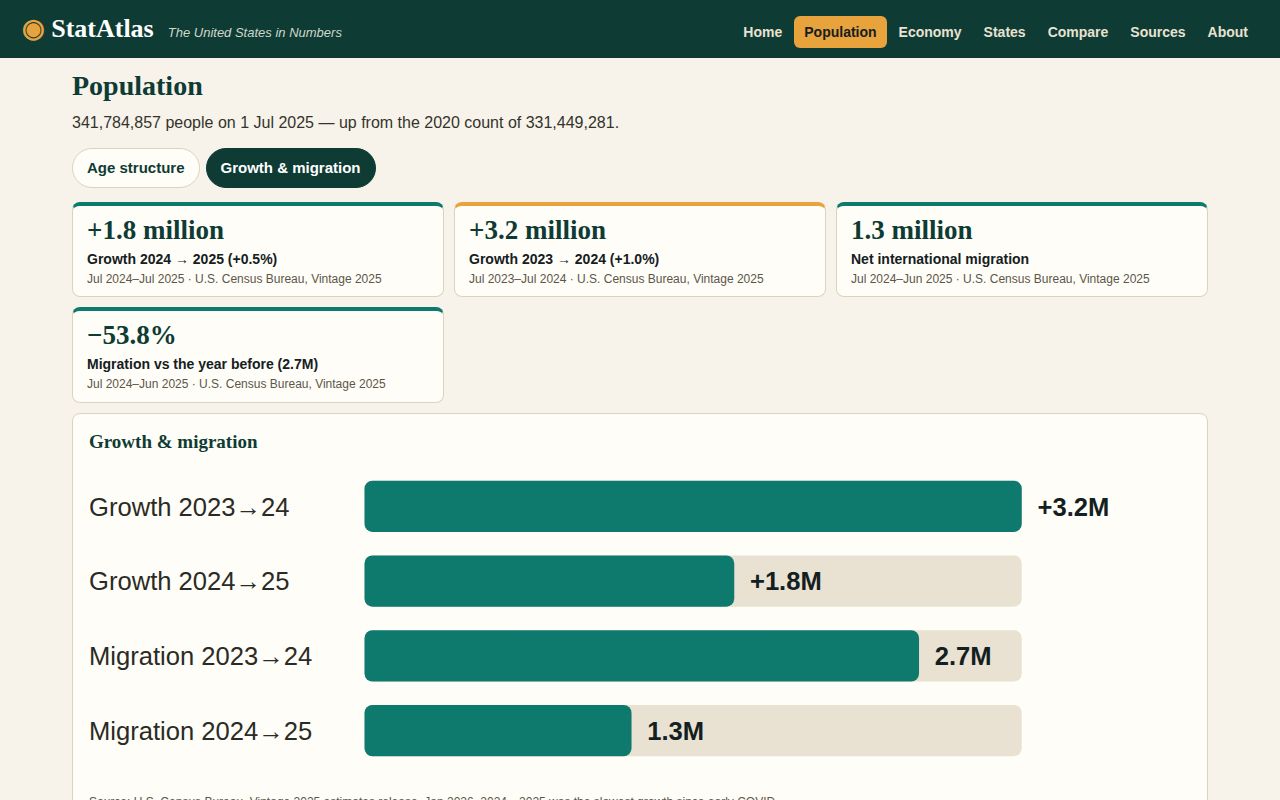 StatAtlas The United States in Numbers Home Population Economy States Compare Sources About
Population
341,784,857 people on 1 Jul 2025 — up from the 2020 count of 331,449,281.
Age structure Growth & migration
+1.8 million
Growth 2024 → 2025 (+0.5%)
Jul 2024–Jul 2025 · U.S. Census Bureau, Vintage 2025
+3.2 million
Growth 2023 → 2024 (+1.0%)
Jul 2023–Jul 2024 · U.S. Census Bureau, Vintage 2025
1.3 million
Net international migration
Jul 2024–Jun 2025 · U.S. Census Bureau, Vintage 2025
−53.8%
Migration vs the year before (2.7M)
Jul 2024–Jun 2025 · U.S. Census Bureau, Vintage 2025
Growth & migration
Growth 2023→24 +3.2M
Growth 2024→25 +1.8M
Migration 2023→24 2.7M
Migration 2024→25 1.3M